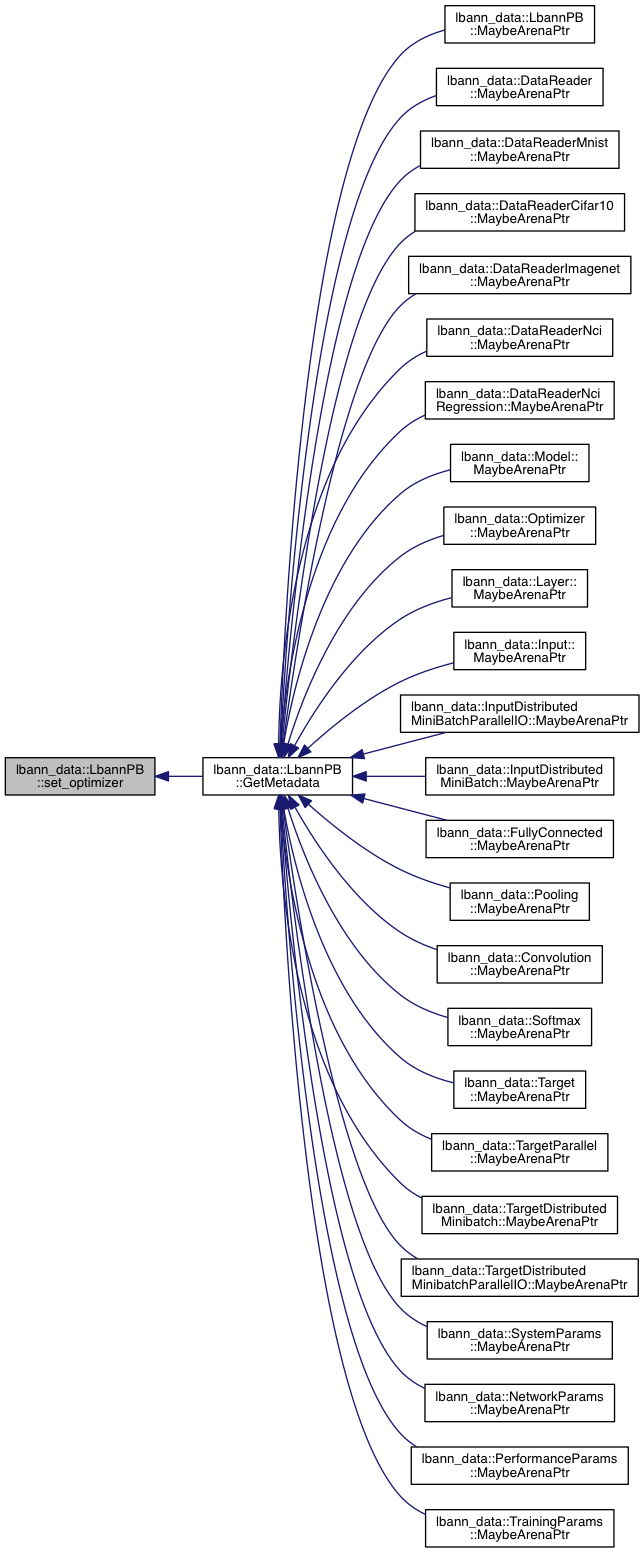 lbann_data::LbannPB
::MaybeArenaPtr
lbann_data::DataReader
::MaybeArenaPtr
lbann_data::DataReaderMnist
::MaybeArenaPtr
lbann_data::DataReaderCifar10
::MaybeArenaPtr
lbann_data::DataReaderImagenet
::MaybeArenaPtr
lbann_data::DataReaderNci
::MaybeArenaPtr
lbann_data::DataReaderNci
Regression::MaybeArenaPtr
lbann_data::Model::
MaybeArenaPtr
lbann_data::Optimizer
::MaybeArenaPtr
lbann_data::Layer::
MaybeArenaPtr
lbann_data::Input::
MaybeArenaPtr
lbann_data::InputDistributed
MiniBatchParallelIO::MaybeArenaPtr
lbann_data::LbannPB
::set_optimizer
lbann_data::LbannPB
::GetMetadata
lbann_data::InputDistributed
MiniBatch::MaybeArenaPtr
lbann_data::FullyConnected
::MaybeArenaPtr
lbann_data::Pooling
::MaybeArenaPtr
lbann_data::Convolution
::MaybeArenaPtr
lbann_data::Softmax
::MaybeArenaPtr
lbann_data::Target
::MaybeArenaPtr
lbann_data::TargetParallel
::MaybeArenaPtr
lbann_data::TargetDistributed
Minibatch::MaybeArenaPtr
lbann_data::TargetDistributed
MinibatchParallelIO::MaybeArenaPtr
lbann_data::SystemParams
::MaybeArenaPtr
lbann_data::NetworkParams
::MaybeArenaPtr
lbann_data::PerformanceParams
::MaybeArenaPtr
lbann_data::TrainingParams
::MaybeArenaPtr